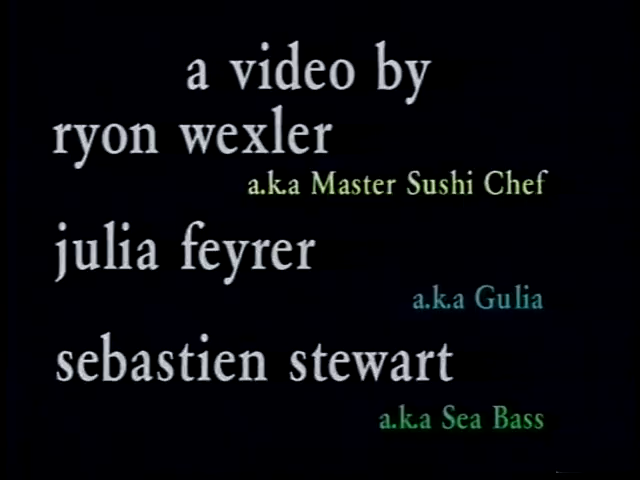 a video by
ryon wexler
a.k.a Master Sushi Chef
julia feyrer
a.k.a Gulia
sebastien stewart
a.k.a Sea Bass